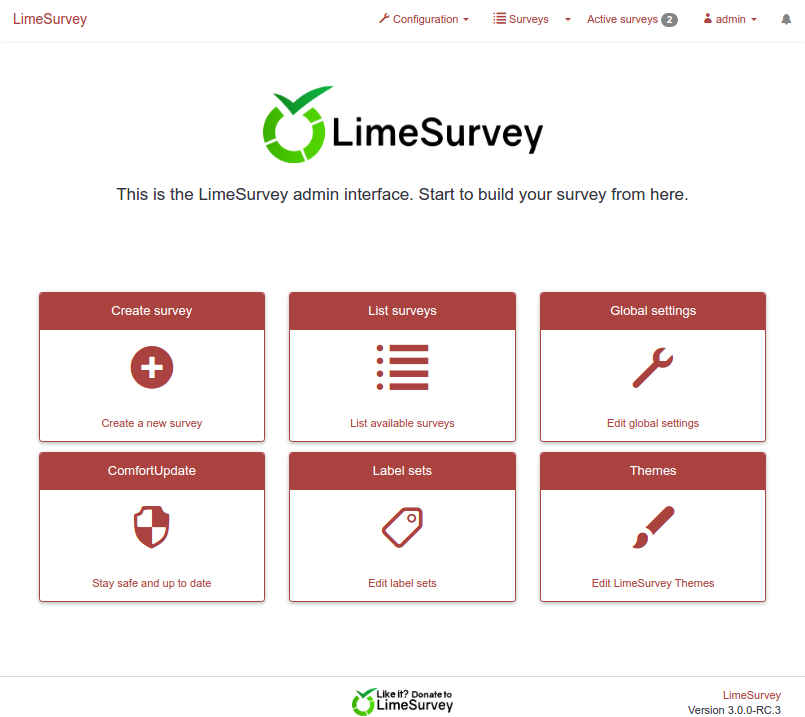 LimeSurvey
Configuration
Surveys
Active surveys 2
admin
LimeSurvey
This is the LimeSurvey admin interface. Start to build your survey from here.
Create survey
Create a new survey
List surveys
List available surveys
Global settings
Edit global settings
ComfortUpdate
Stay safe and up to date
Label sets
Edit label sets
Themes
Edit LimeSurvey Themes
Like it? Donate to
LimeSurvey
LimeSurvey
Version 3.0.0-RC.3